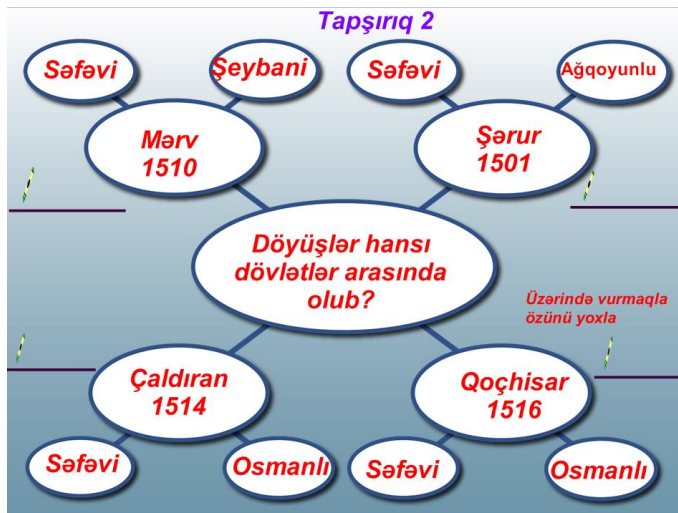 Tapşırıq 2
Səfəvi
Şeybani
Səfəvi
Ağqoyunlu
Mərv
1510
Şərur
1501
Döyüşlər hansı
dövlətlər arasında
olub?
Üzərində vurmaqla
özünü yoxla
Çaldıran
1514
Qoçhisar
1516
Səfəvi
Osmanlı
Səfəvi
Osmanlı